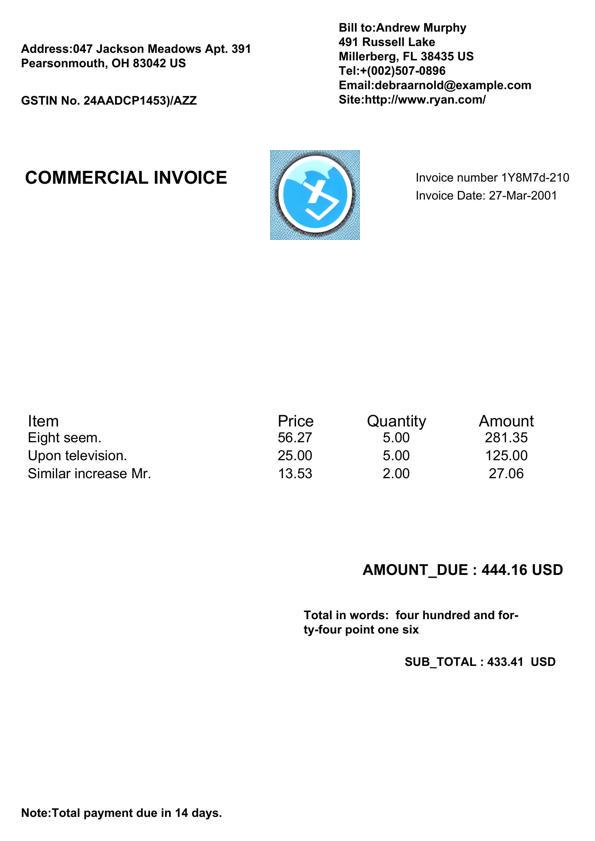 Address:047 Jackson Meadows Apt. 391
Pearsonmouth, OH 83042 US
GSTIN No. 24AADCP1453)/AZZ
Bill to:Andrew Murphy
491 Russell Lake
Millerberg, FL 38435 US
Tel:+(002)507-0896
Email:debraarnold@example.com
Site:http://www.ryan.com/
COMMERCIAL INVOICE
Invoice number 1Y8M7d-210
Invoice Date: 27-Mar-2001
Item Price Quantity Amount
Eight seem. 56.27 5.00 281.35
Upon television. 25.00 5.00 125.00
Similar increase Mr. 13.53 2.00 27.06
AMOUNT_DUE : 444.16 USD
Total in words: four hundred and for-
ty-four point one six
SUB_TOTAL : 433.41 USD
Note:Total payment due in 14 days.